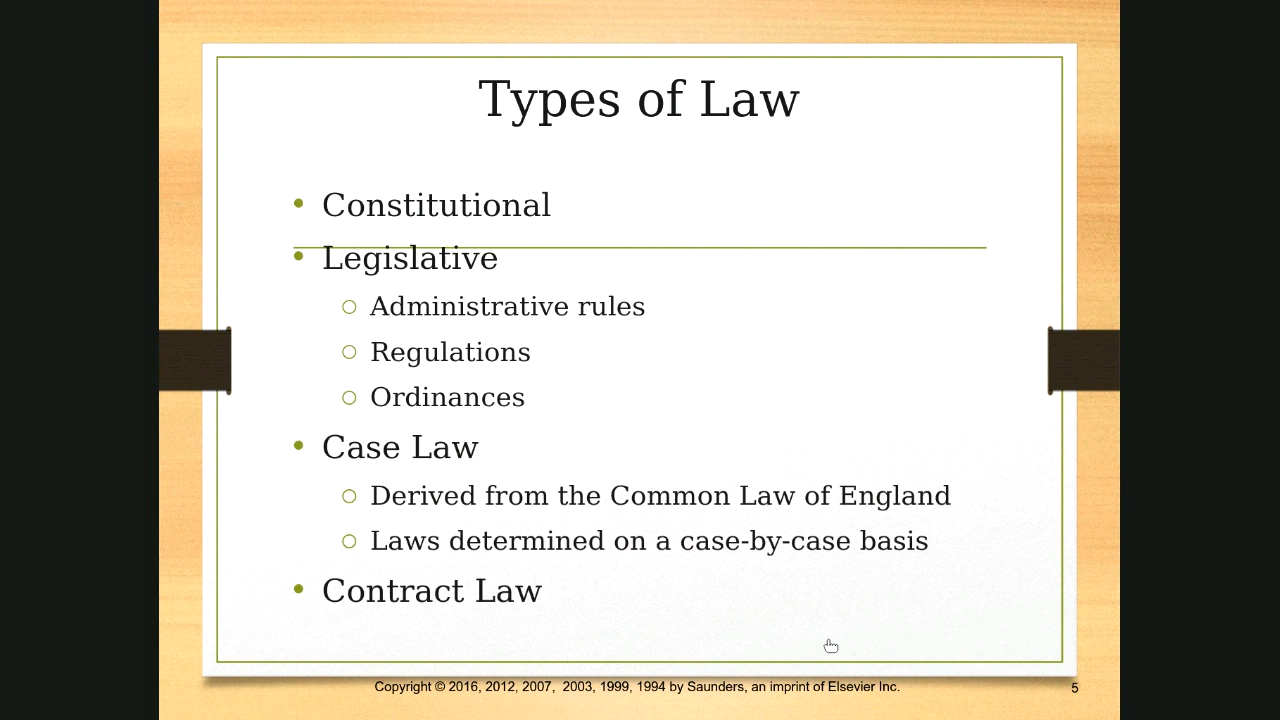 Types of Law
• Constitutional
• Legislative
○ Administrative rules
○ Regulations
○ Ordinances
• Case Law
○ Derived from the Common Law of England
○ Laws determined on a case-by-case basis
• Contract Law
Copyright © 2016, 2012, 2007, 2003, 1999, 1994 by Saunders, an imprint of Elsevier Inc.
5